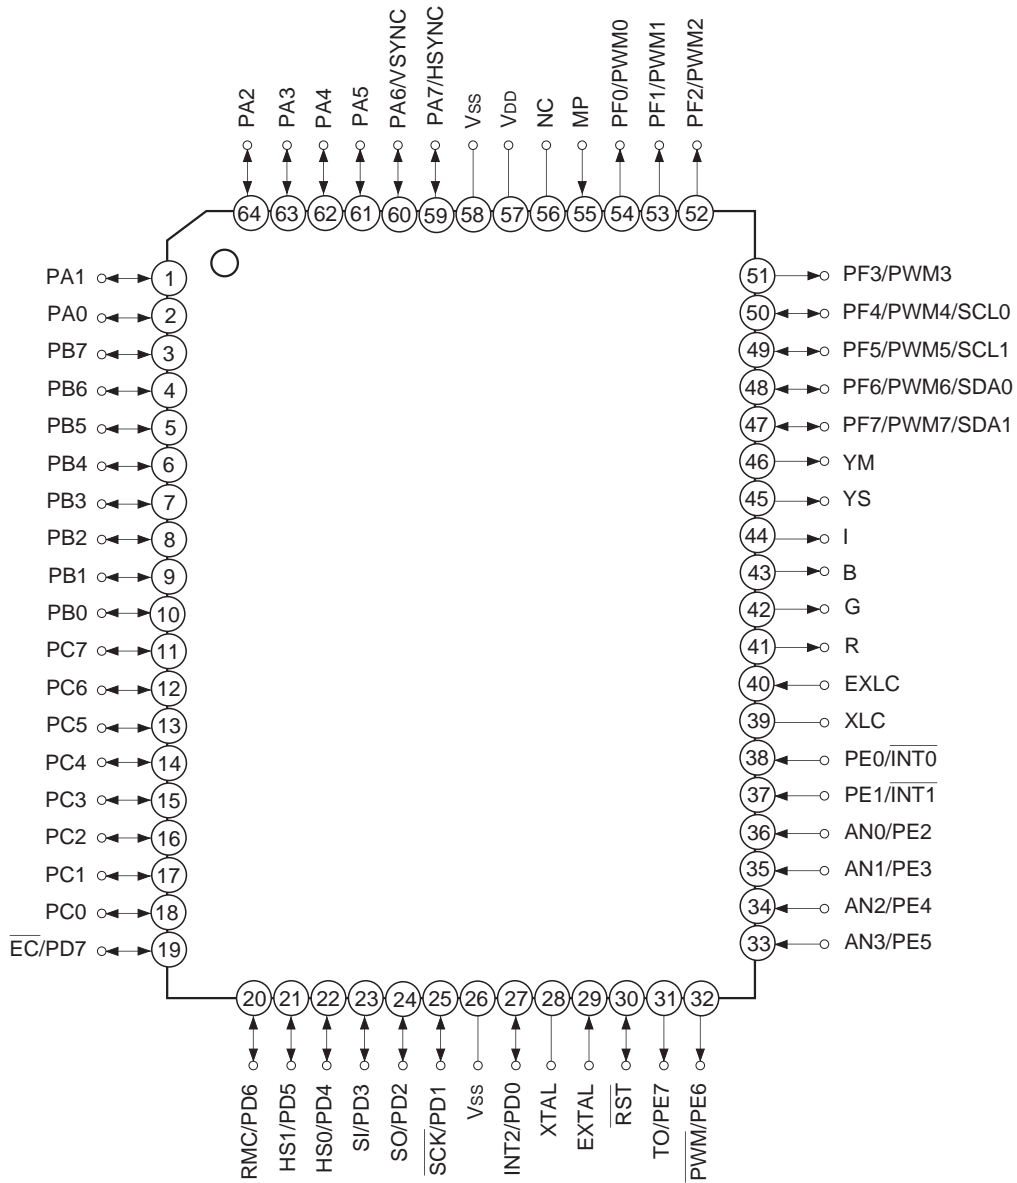 PA2
PA3
PA4
PA5
PA6/VSYNC
PA7/HSYNC
Vss
VDD
NC
MP
PF0/PWM0
PF1/PWM1
PF2/PWM2
64 63 62 61 60 59 58 57 56 55 54 53 52
PA1 1
PA0 2
PB7 3
PB6 4
PB5 5
PB4 6
PB3 7
PB2 8
PB1 9
PB0 10
PC7 11
PC6 12
PC5 13
PC4 14
PC3 15
PC2 16
PC1 17
PC0 18
EC/PD7 19
51 PF3/PWM3
50 PF4/PWM4/SCL0
49 PF5/PWM5/SCL1
48 PF6/PWM6/SDA0
47 PF7/PWM7/SDA1
46 YM
45 YS
44 I
43 B
42 G
41 R
40 EXLC
39 XLC
38 PE0/INT0
37 PE1/INT1
36 AN0/PE2
35 AN1/PE3
34 AN2/PE4
33 AN3/PE5
20 21 22 23 24 25 26 27 28 29 30 31 32
RMC/PD6
HS1/PD5
HS0/PD4
SI/PD3
SO/PD2
SCK/PD1
Vss
INT2/PD0
XTAL
EXTAL
RST
TO/PE7
PWM/PE6